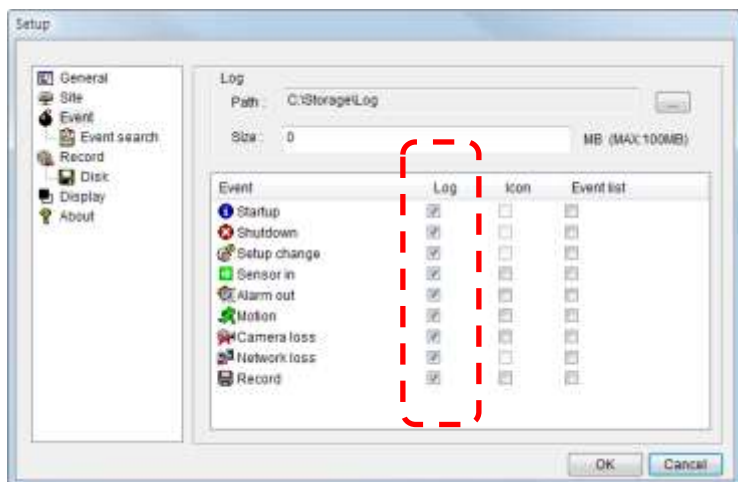 Setup
General
Site
Event
Event search
Record
Disk
Display
About
Log
Path : C:\Storage\Log ...
Size : 0 MB (MAX:100MB)
Event Log Icon Event list
Startup
Shutdown
Setup change
Sensor in
Alarm out
Motion
Camera loss
Network loss
Record
OK Cancel